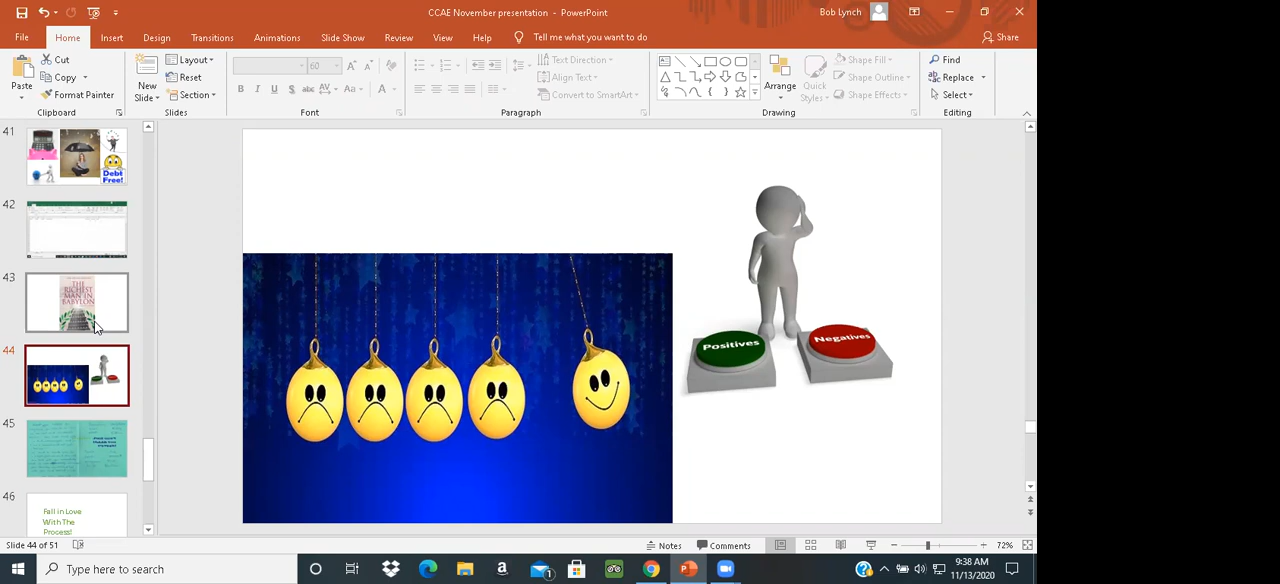 CCAE November presentation - PowerPoint
Bob Lynch
File Home Insert Design Transitions Animations Slide Show Review View Help Tell me what you want to do Share
Paste
Cut
Copy
Format Painter
Clipboard
New Slide
Layout
Reset
Section
Slides
60
B I U S abc AV Aa A
Font
Paragraph
Text Direction
Align Text
Convert to SmartArt
Arrange
Quick Styles
Shape Fill
Shape Outline
Shape Effects
Drawing
Find
Replace
Select
Editing
41
Debt
Free!
42
43
THE
RICHEST
MAN IN
BABYLON
44
45
46
Fall in Love
With The
Process!
Positives
Negatives
Slide 44 of 51
Notes
Comments
72%
Type here to search
9:38 AM
11/13/2020